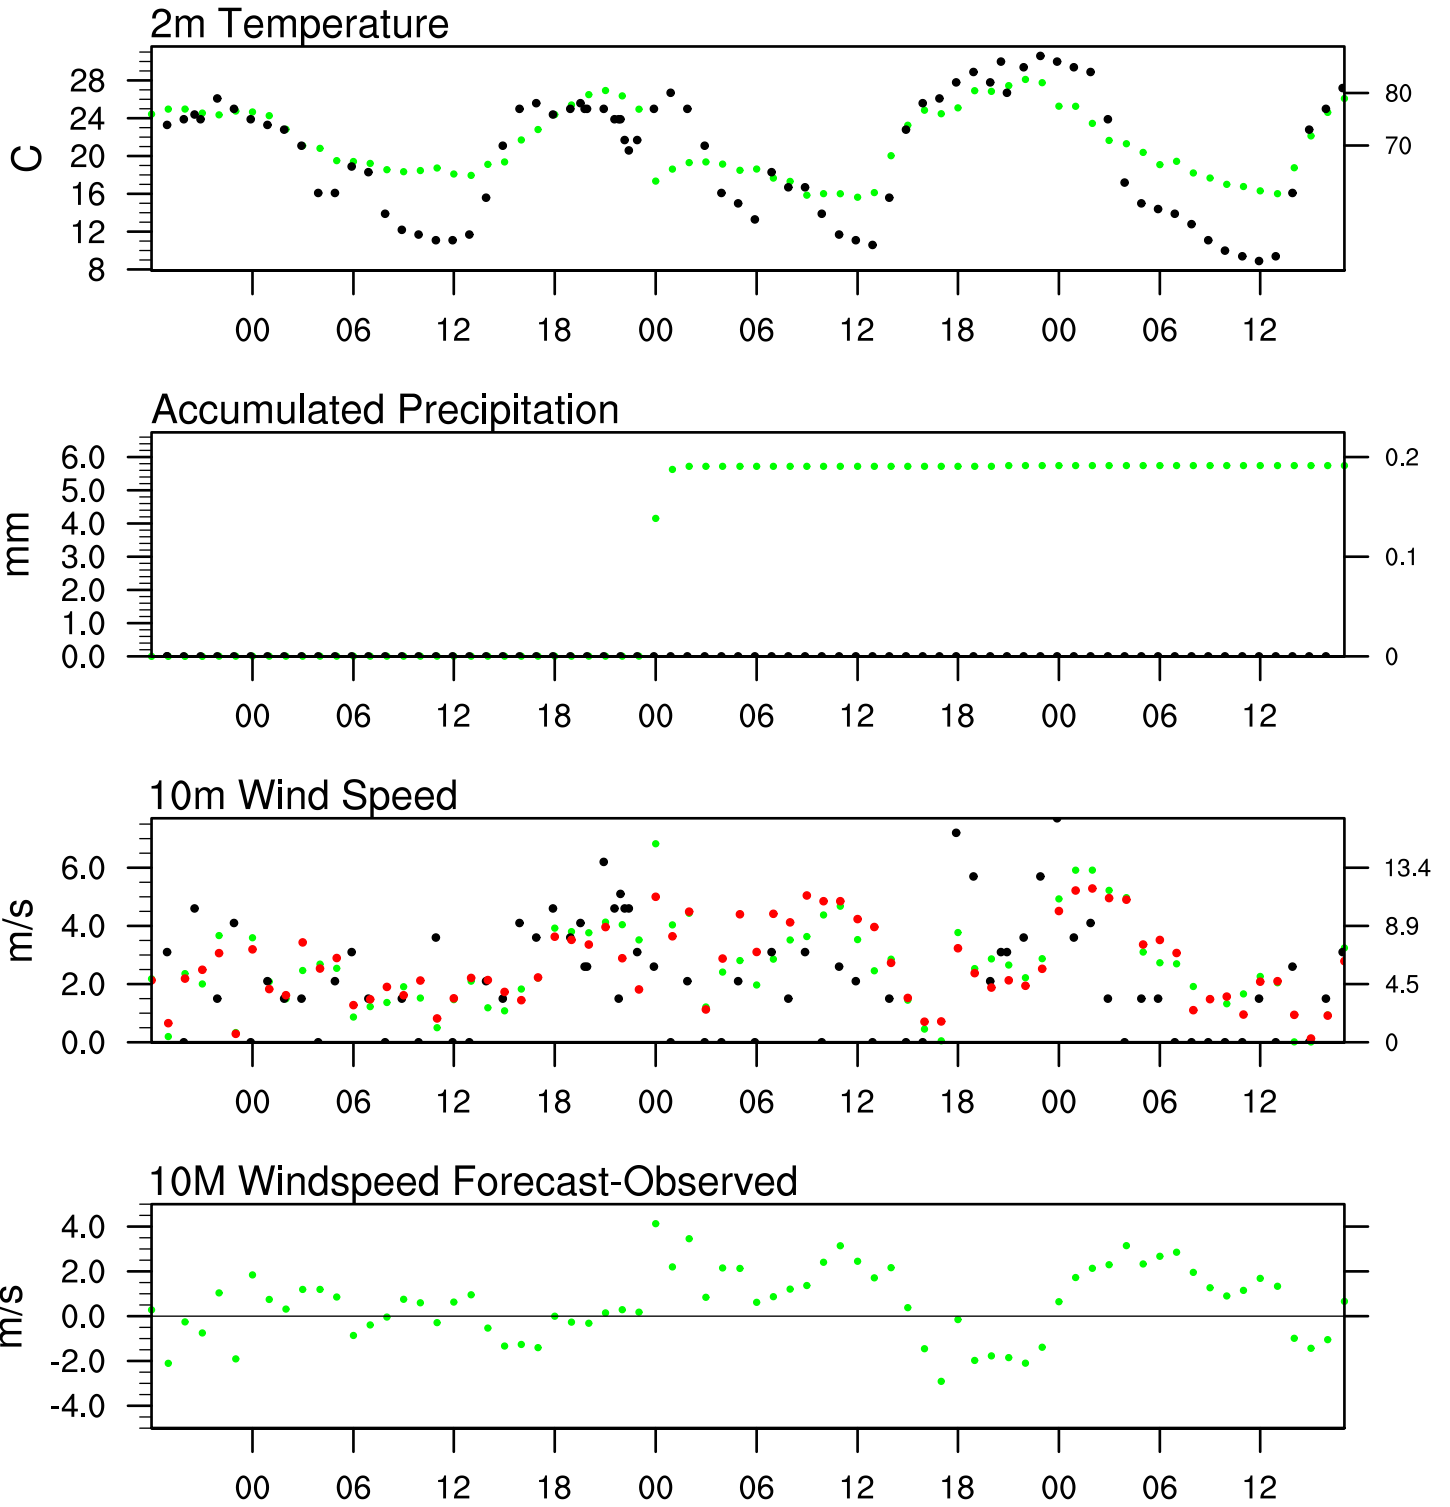 2m Temperature
28
24
20
16
12
8
C
80
70
00 06 12 18 00 06 12 18 00 06 12
Accumulated Precipitation
6.0
5.0
4.0
3.0
2.0
1.0
0.0
mm
0.2
0.1
0
00 06 12 18 00 06 12 18 00 06 12
10m Wind Speed
6.0
4.0
2.0
0.0
m/s
13.4
8.9
4.5
0
00 06 12 18 00 06 12 18 00 06 12
10M Windspeed Forecast-Observed
4.0
2.0
0.0
-2.0
-4.0
m/s
00 06 12 18 00 06 12 18 00 06 12